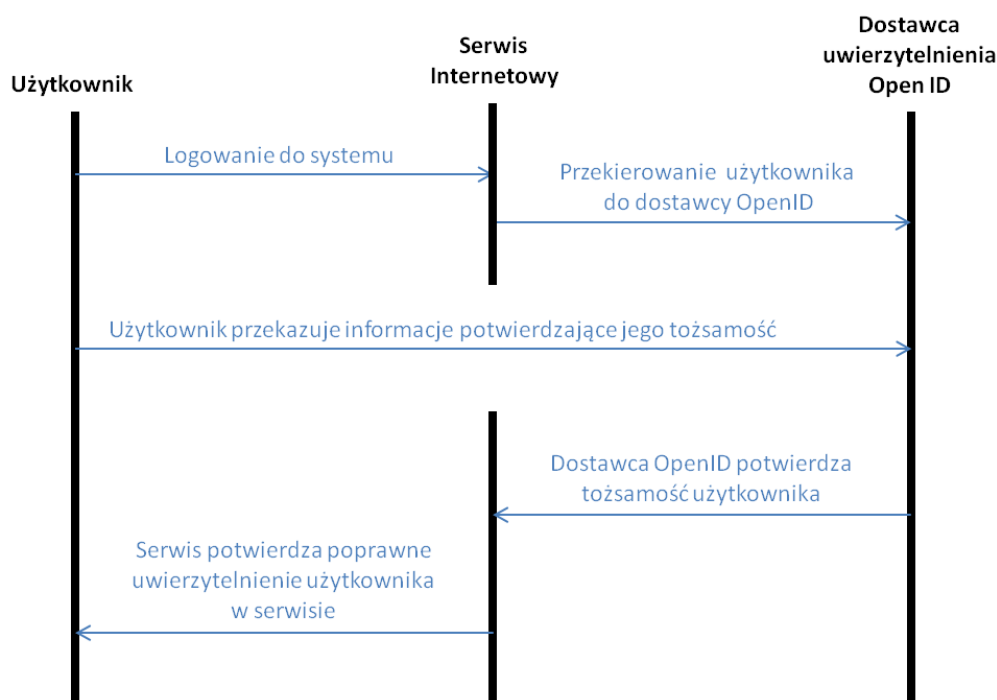 Użytkownik
Serwis
Internetowy
Dostawca
uwierzytelnienia
Open ID
Logowanie do systemu
Przekierowanie użytkownika
do dostawcy OpenID
Użytkownik przekazuje informacje potwierdzające jego tożsamość
Dostawca OpenID potwierdza
tożsamość użytkownika
Serwis potwierdza poprawne
uwierzytelnienie użytkownika
w serwisie